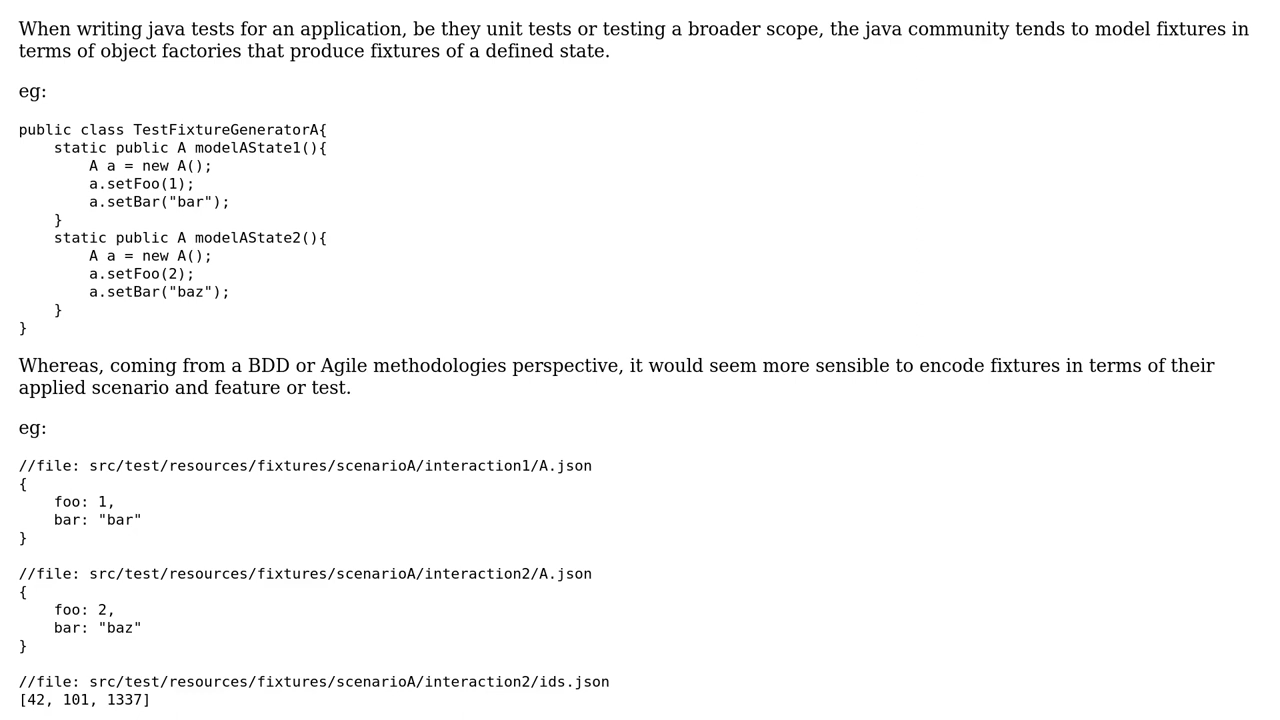 When writing java tests for an application, be they unit tests or testing a broader scope, the java community tends to model fixtures in
terms of object factories that produce fixtures of a defined state.
eg:
public class TestFixtureGeneratorA{
    static public A modelAState1(){
        A a = new A();
        a.setFoo(1);
        a.setBar("bar");
    }
    static public A modelAState2(){
        A a = new A();
        a.setFoo(2);
        a.setBar("baz");
    }
}
Whereas, coming from a BDD or Agile methodologies perspective, it would seem more sensible to encode fixtures in terms of their
applied scenario and feature or test.
eg:
//file: src/test/resources/fixtures/scenarioA/interaction1/A.json
{
    foo: 1,
    bar: "bar"
}
//file: src/test/resources/fixtures/scenarioA/interaction2/A.json
{
    foo: 2,
    bar: "baz"
}
//file: src/test/resources/fixtures/scenarioA/interaction2/ids.json
[42, 101, 1337]